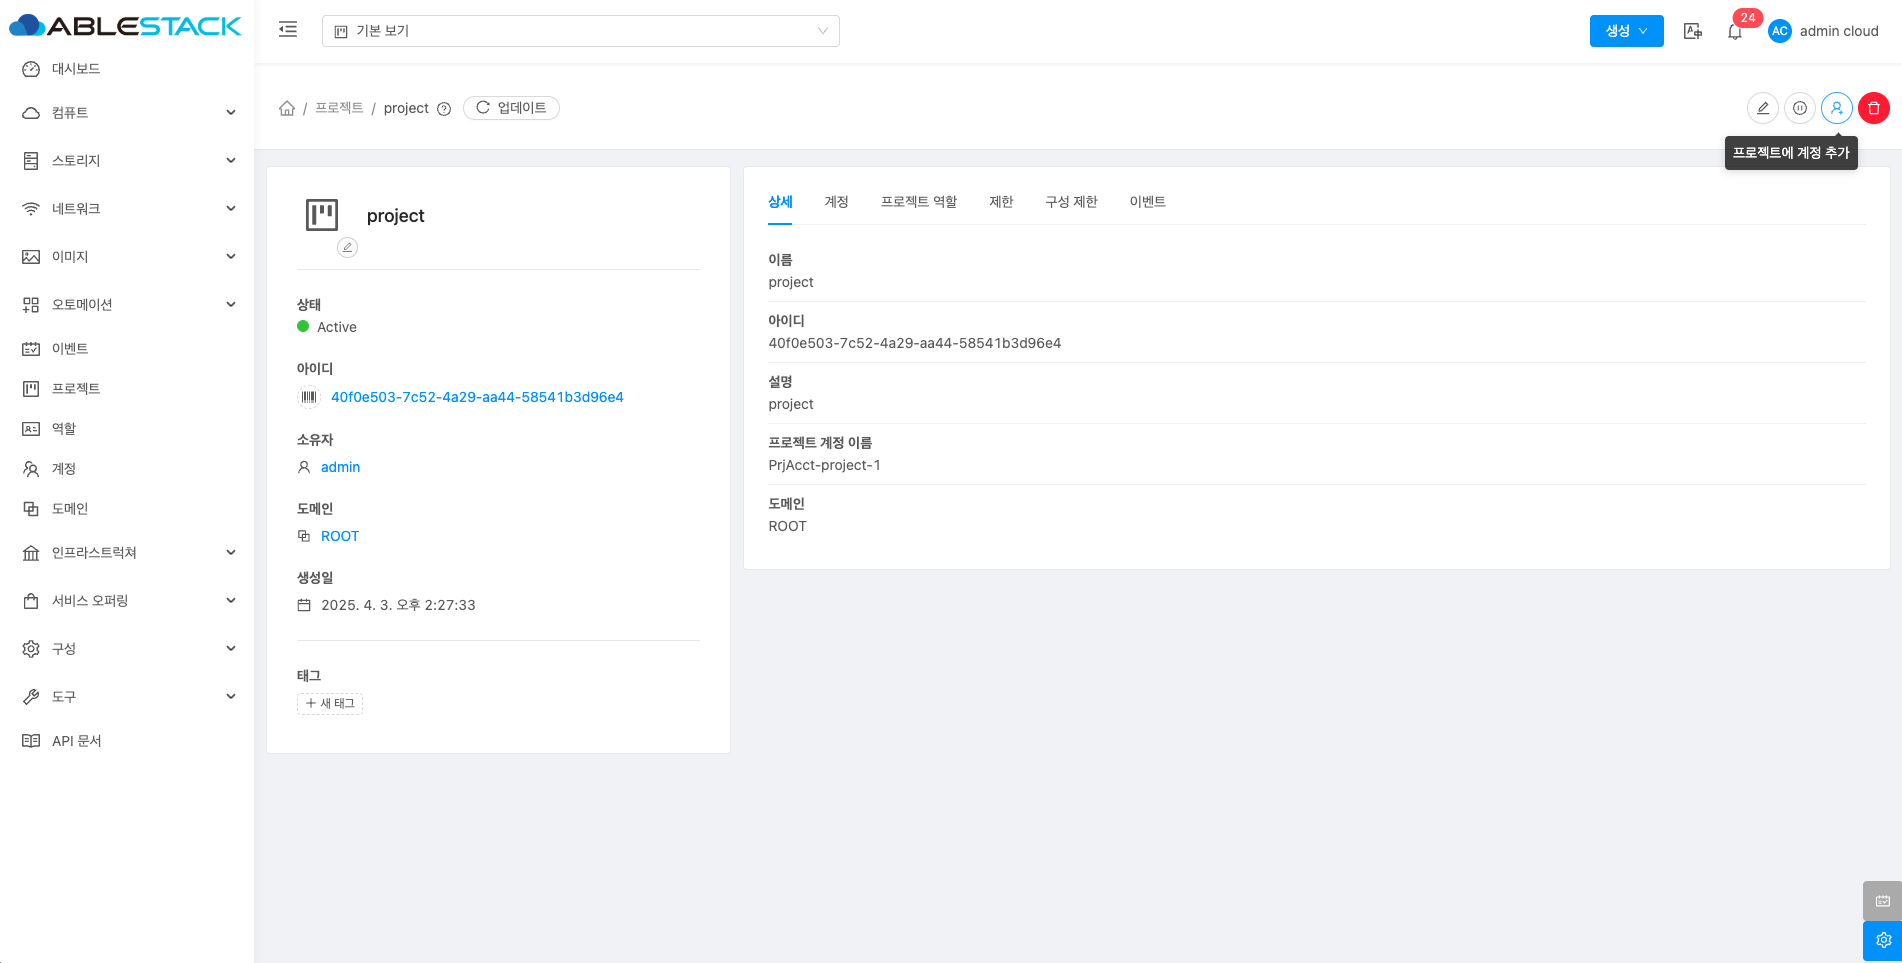 ABLESTACK
기본 보기
생성
24
AC
admin cloud
대시보드
컴퓨트
스토리지
네트워크
이미지
오토메이션
이벤트
프로젝트
역할
계정
도메인
인프라스트럭쳐
서비스 오퍼링
구성
도구
API 문서
/ 프로젝트 / project
업데이트
프로젝트에 계정 추가
project
상태
Active
아이디
40f0e503-7c52-4a29-aa44-58541b3d96e4
소유자
admin
도메인
ROOT
생성일
2025. 4. 3. 오후 2:27:33
태그
+ 새 태그
상세 계정 프로젝트 역할 제한 구성 제한 이벤트
이름
project
아이디
40f0e503-7c52-4a29-aa44-58541b3d96e4
설명
project
프로젝트 계정 이름
PrjAcct-project-1
도메인
ROOT